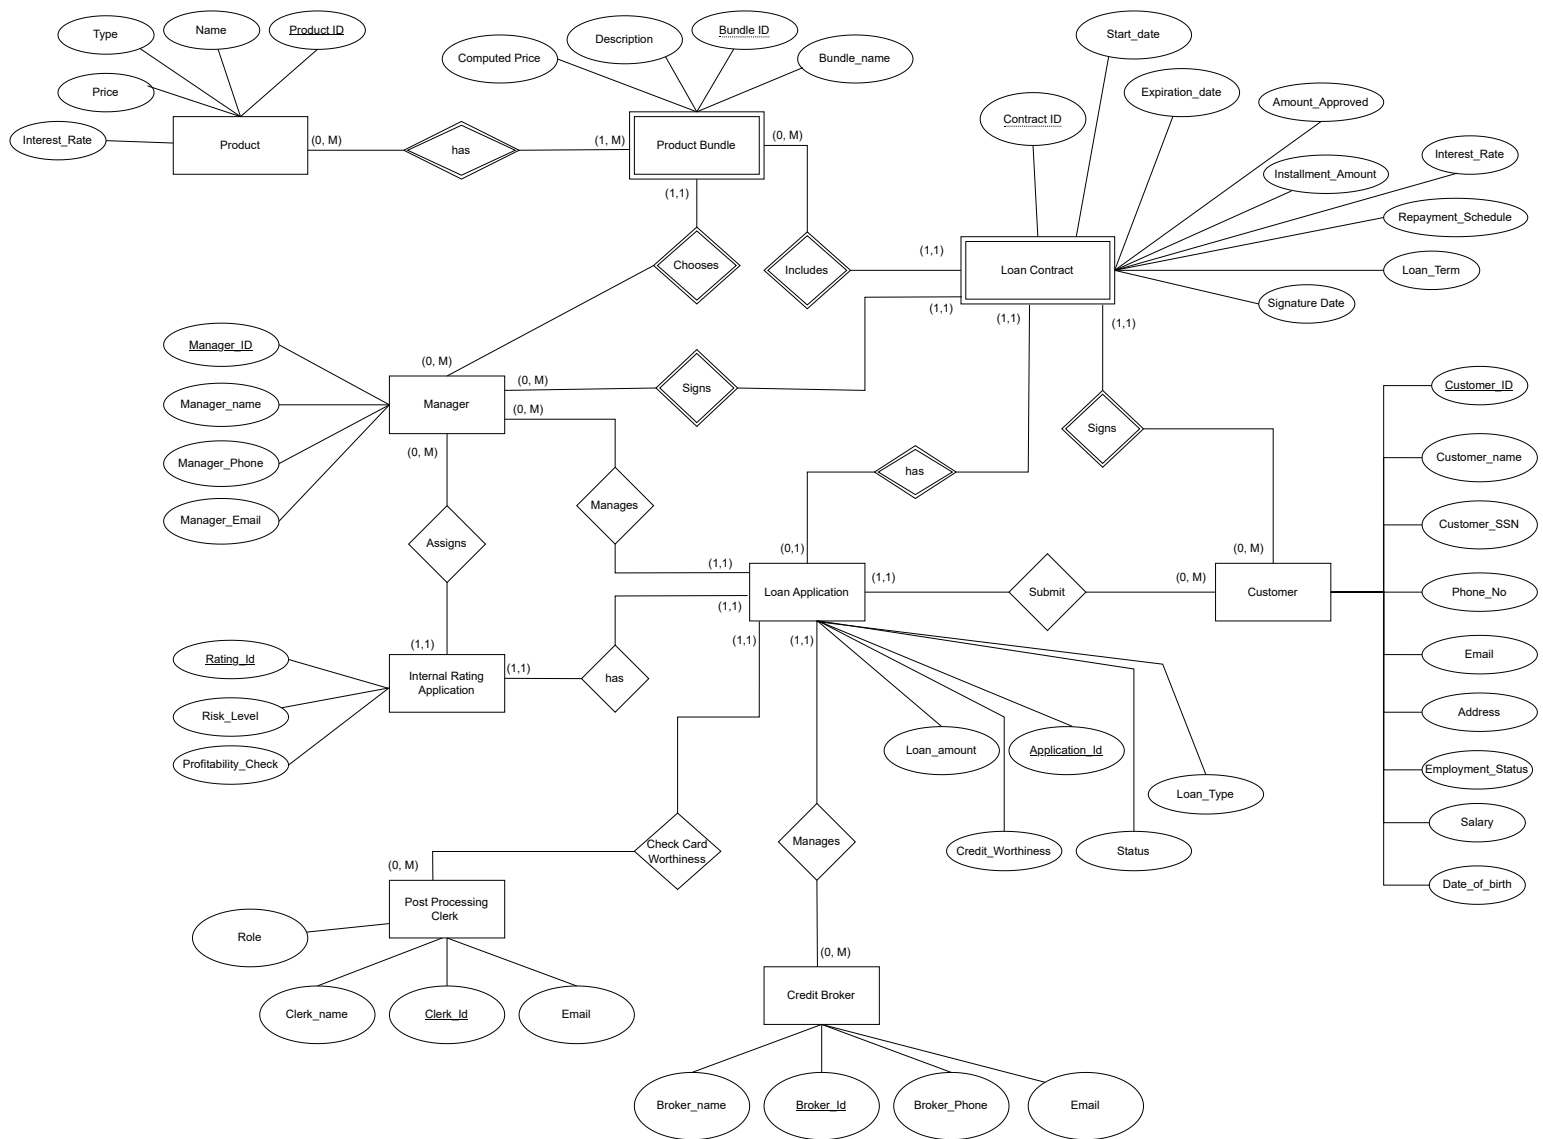 Type
Name
Product ID
Price
Interest_Rate
Product
(0, M)
has
(1, M)
Computed Price
Description
Bundle ID
Bundle_name
Product Bundle
(0, M)
(1,1)
Start_date
Expiration_date
Contract ID
Amount_Approved
Interest_Rate
Installment_Amount
Repayment_Schedule
Loan_Term
Signature Date
Loan Contract
(1,1)
(1,1)
(1,1)
(1,1)
Chooses
Includes
Manager_ID
Manager_name
Manager_Phone
Manager_Email
(0, M)
Manager
(0, M)
(0, M)
(0, M)
Signs
Signs
has
Manages
Assigns
Customer_ID
Customer_name
Customer_SSN
Phone_No
Email
Address
Employment_Status
Salary
Date_of_birth
(0, M)
(0, M)
Customer
Submit
(0,1)
(1,1)
(1,1)
Loan Application
(1,1)
(1,1)
(1,1)
(1,1)
Rating_Id
Risk_Level
Profitability_Check
Internal Rating
Application
(1,1)
has
Loan_amount
Application_Id
Loan_Type
Credit_Worthiness
Status
Check Card
Worthiness
Manages
(0, M)
Post Processing
Clerk
Role
Clerk_name
Clerk_Id
Email
(0, M)
Credit Broker
Broker_name
Broker_Id
Broker_Phone
Email